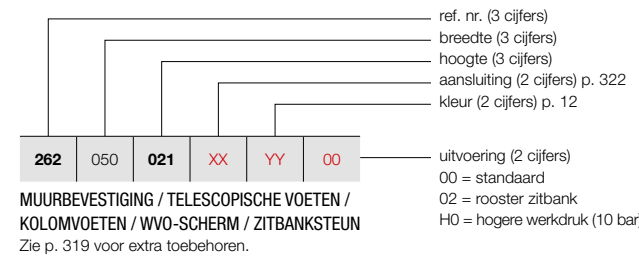 ref. nr. (3 cijfers)
breedte (3 cijfers)
hoogte (3 cijfers)
aansluiting (2 cijfers) p. 322
kleur (2 cijfers) p. 12
262 050 021 XX YY 00
uitvoering (2 cijfers)
00 = standaard
02 = rooster zitbank
H0 = hogere werkdruk (10 bar)
MUURBEVESTIGING / TELESCOPISCHE VOETEN /
KOLOMVOETEN / WVO-SCHERM / ZITBANKSTEUN
Zie p. 319 voor extra toebehoren.